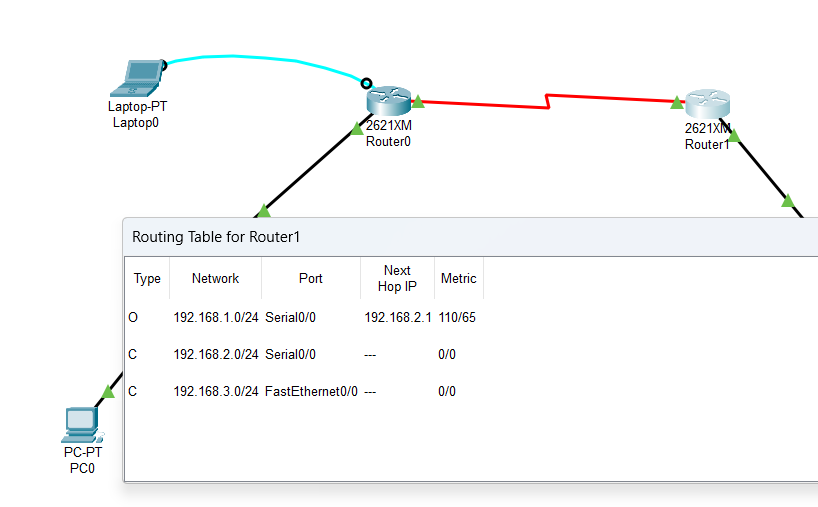 Laptop-PT
Laptop0
2621XM
Router0
2621XM
Router1
Routing Table for Router1
Type Network Port Next Hop IP Metric
O 192.168.1.0/24 Serial0/0 192.168.2.1 110/65
C 192.168.2.0/24 Serial0/0 --- 0/0
C 192.168.3.0/24 FastEthernet0/0 --- 0/0
PC-PT
PC0